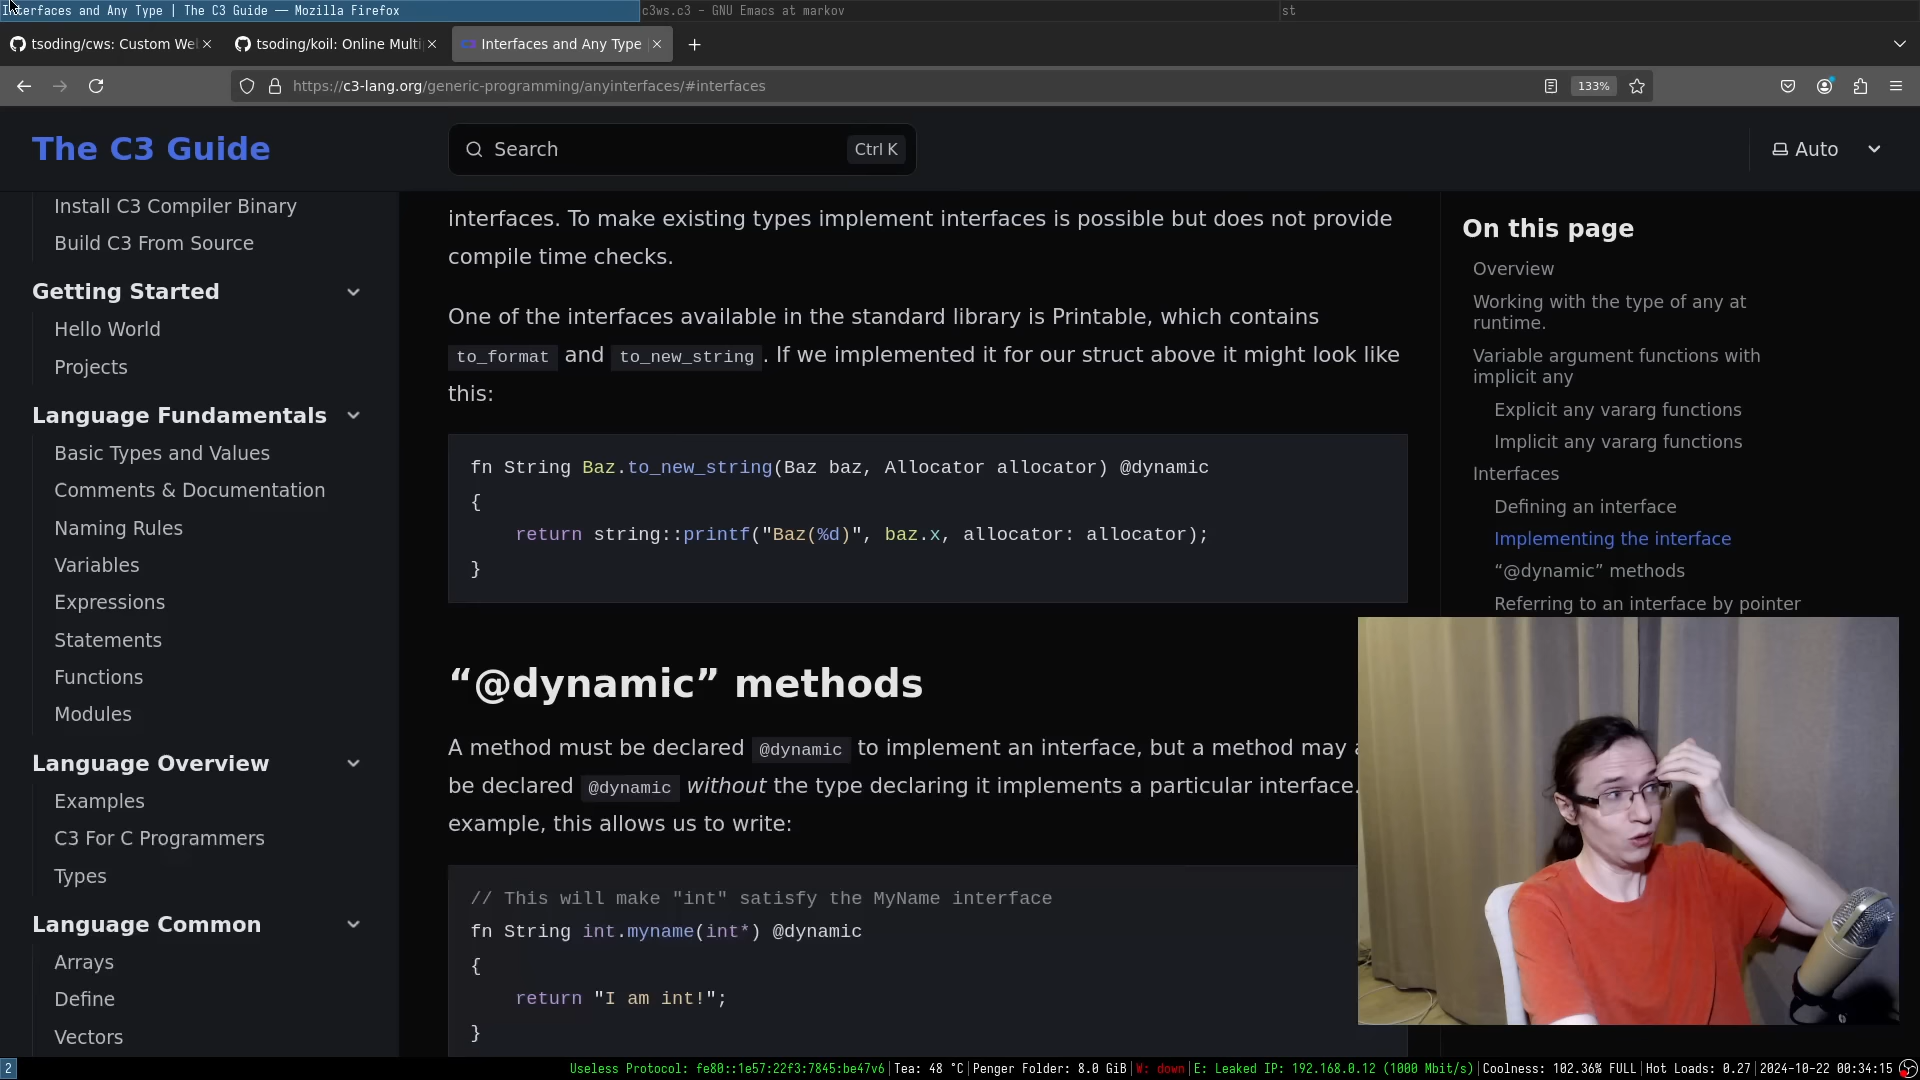 Interfaces and Any Type | The C3 Guide — Mozilla Firefox
c3ws.c3 - GNU Emacs at markov
st
tsoding/cws: Custom We
tsoding/koil: Online Multi
Interfaces and Any Type
https://c3-lang.org/generic-programming/anyinterfaces/#interfaces
133%
The C3 Guide
Search
Ctrl K
Auto
Install C3 Compiler Binary
Build C3 From Source
Getting Started
Hello World
Projects
Language Fundamentals
Basic Types and Values
Comments & Documentation
Naming Rules
Variables
Expressions
Statements
Functions
Modules
Language Overview
Examples
C3 For C Programmers
Types
Language Common
Arrays
Define
Vectors
interfaces. To make existing types implement interfaces is possible but does not provide
compile time checks.
One of the interfaces available in the standard library is Printable, which contains
to_format and to_new_string. If we implemented it for our struct above it might look like
this:
fn String Baz.to_new_string(Baz baz, Allocator allocator) @dynamic
{
return string::printf("Baz(%d)", baz.x, allocator: allocator);
}
“@dynamic” methods
A method must be declared @dynamic to implement an interface, but a method may
be declared @dynamic without the type declaring it implements a particular interface.
example, this allows us to write:
// This will make "int" satisfy the MyName interface
fn String int.myname(int*) @dynamic
{
return "I am int!";
}
On this page
Overview
Working with the type of any at
runtime.
Variable argument functions with
implicit any
Explicit any vararg functions
Implicit any vararg functions
Interfaces
Defining an interface
Implementing the interface
“@dynamic” methods
Referring to an interface by pointer
2
Useless Protocol: fe80::1e57:22f3:7845:be47v6|Tea: 48 °C|Penger Folder: 8.0 GiB|W: down|E: Leaked IP: 192.168.0.12 (1000 Mbit/s)|Coolness: 102.36% FULL|Hot Loads: 0.27|2024-10-22 00:34:15